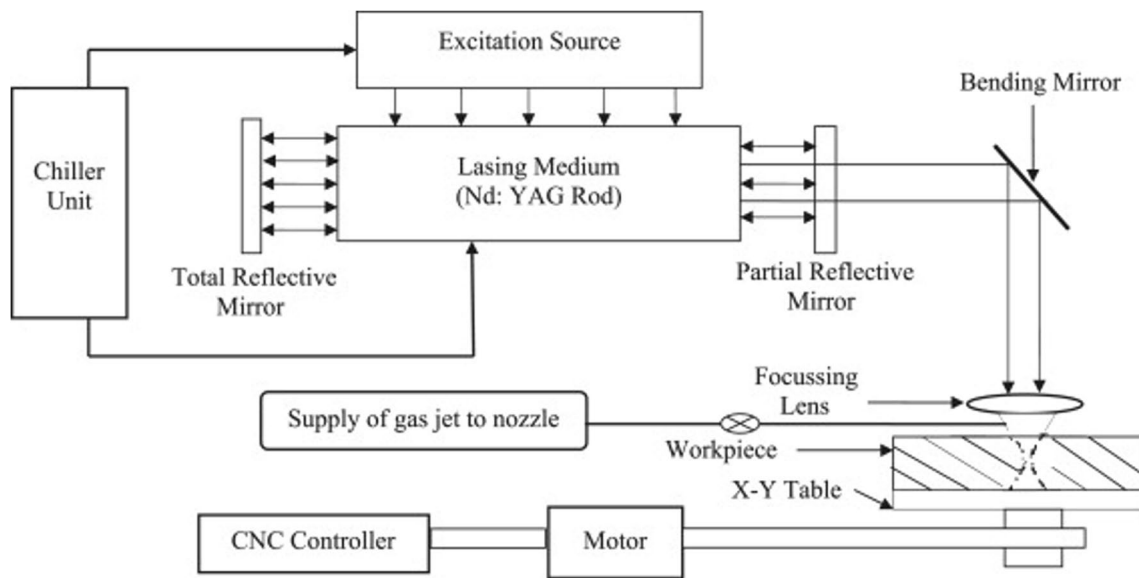 Excitation Source
Bending Mirror
Chiller
Unit
Lasing Medium
(Nd: YAG Rod)
Total Reflective
Mirror
Partial Reflective
Mirror
Focussing
Lens
Supply of gas jet to nozzle
Workpiece
X-Y Table
CNC Controller
Motor